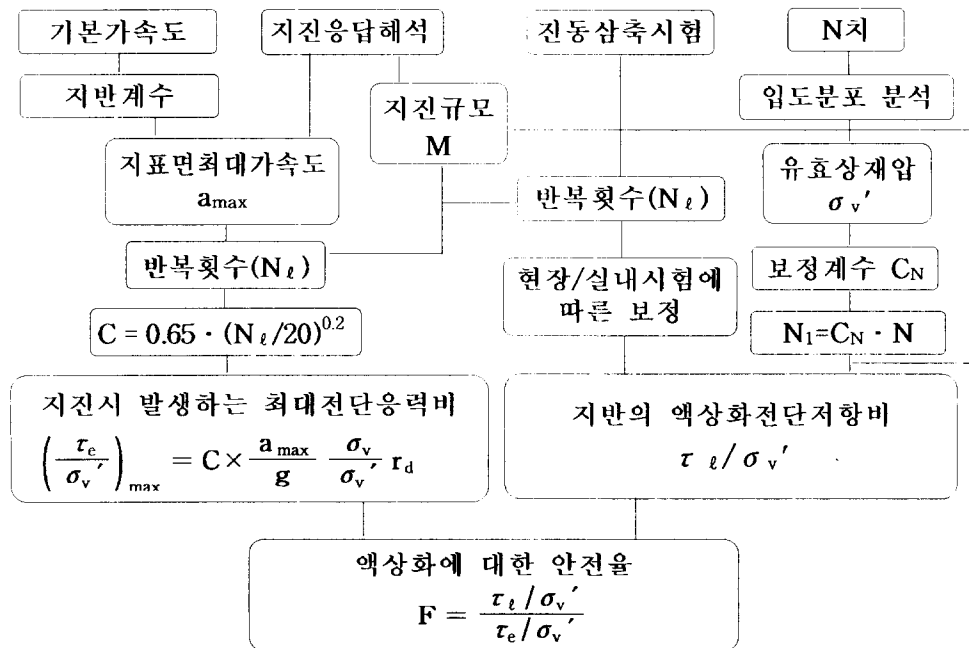 기본가속도
지진응답해석
진동삼축시험
N치
지반계수
지진규모
M
입도분포 분석
지표면최대가속도
amax
반복횟수(Nℓ)
유효상재압
σv′
반복횟수(Nℓ)
현장/실내시험에
따른 보정
보정계수 CN
C = 0.65 · (Nℓ/20)^0.2
N1=CN · N
지진시 발생하는 최대전단응력비
(τe/σv′)max = C × amax/g σv/σv′ rd
지반의 액상화전단저항비
τℓ/σv′
액상화에 대한 안전율
F = τℓ/σv′ / τe/σv′